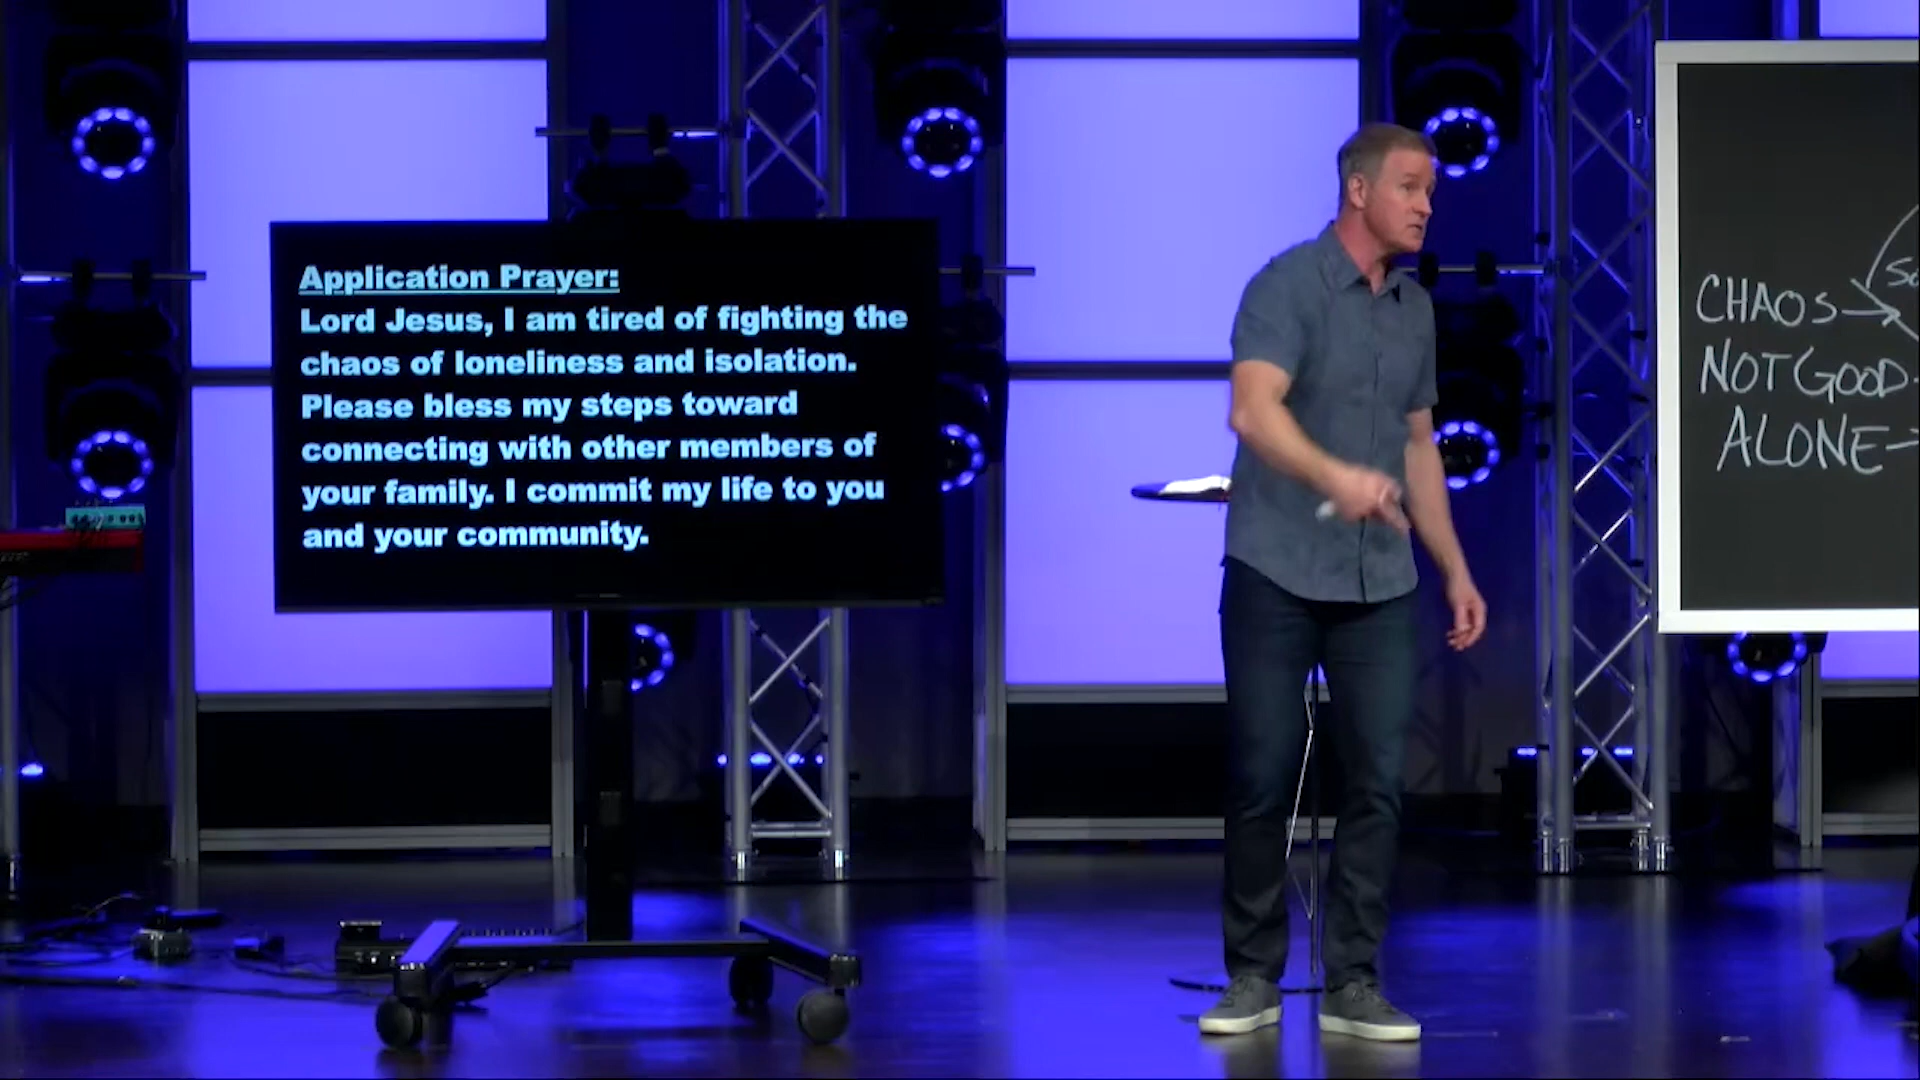 Application Prayer:
Lord Jesus, I am tired of fighting the
chaos of loneliness and isolation.
Please bless my steps toward
connecting with other members of
your family. I commit my life to you
and your community.
CHAOS
NOT GOOD
ALONE